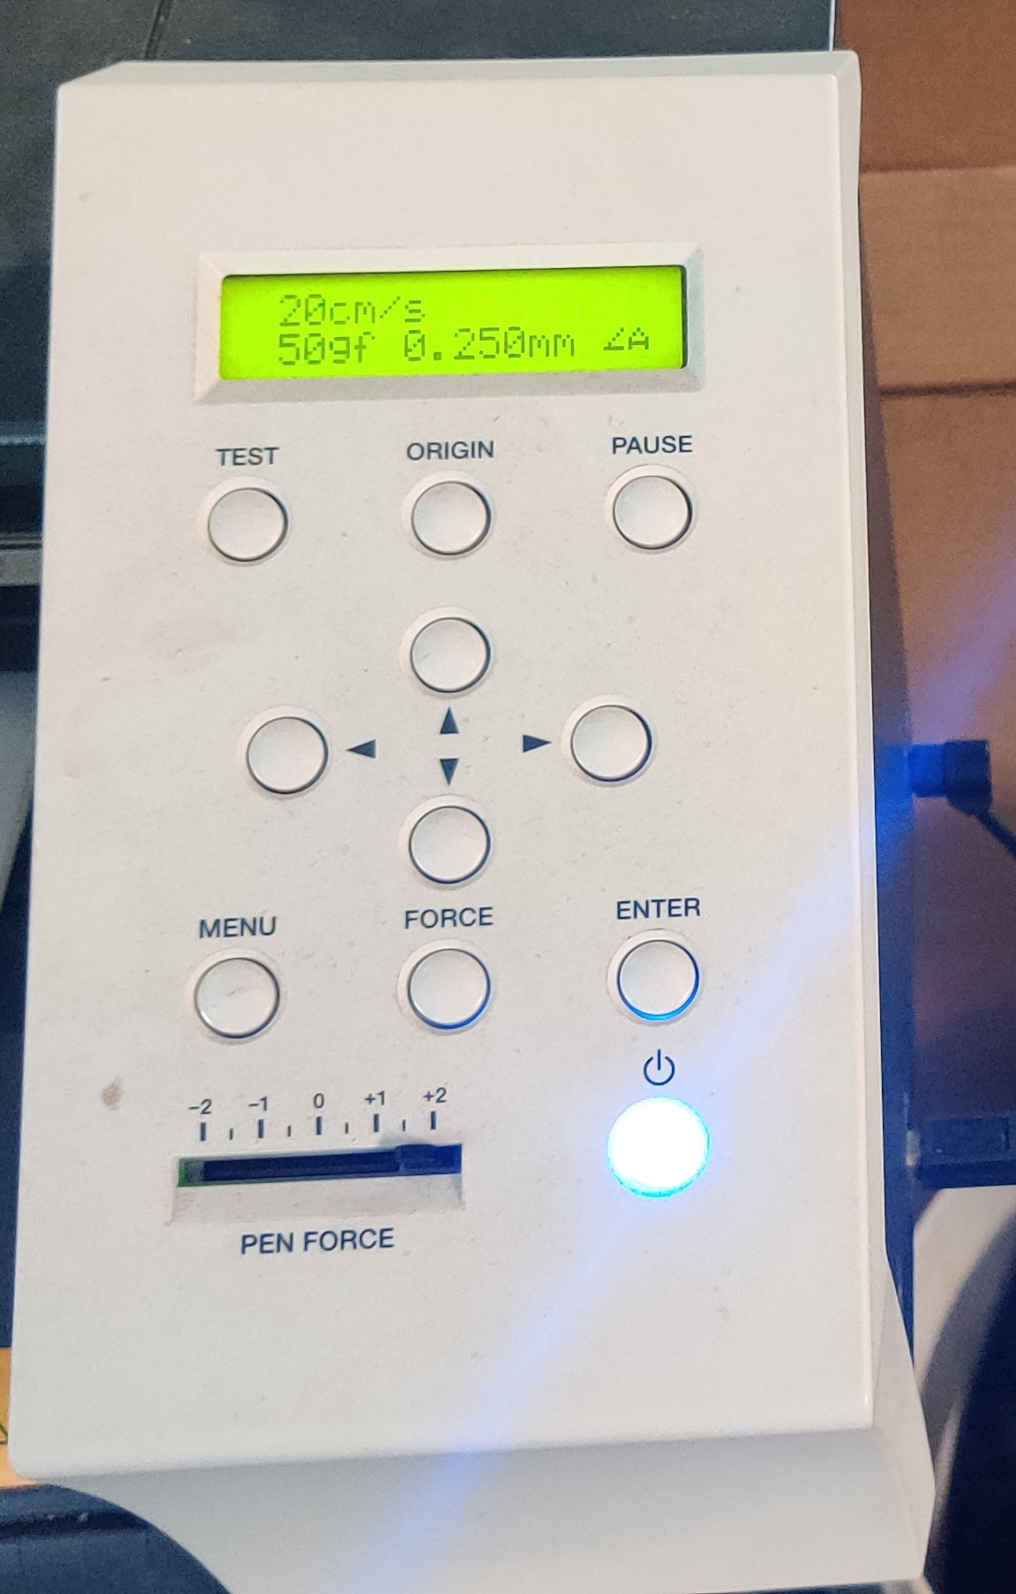 20cm/s
50gf 0.250mm ∠A
TEST ORIGIN PAUSE
▲
◄ ►
▼
MENU FORCE ENTER
-2 -1 0 +1 +2
PEN FORCE